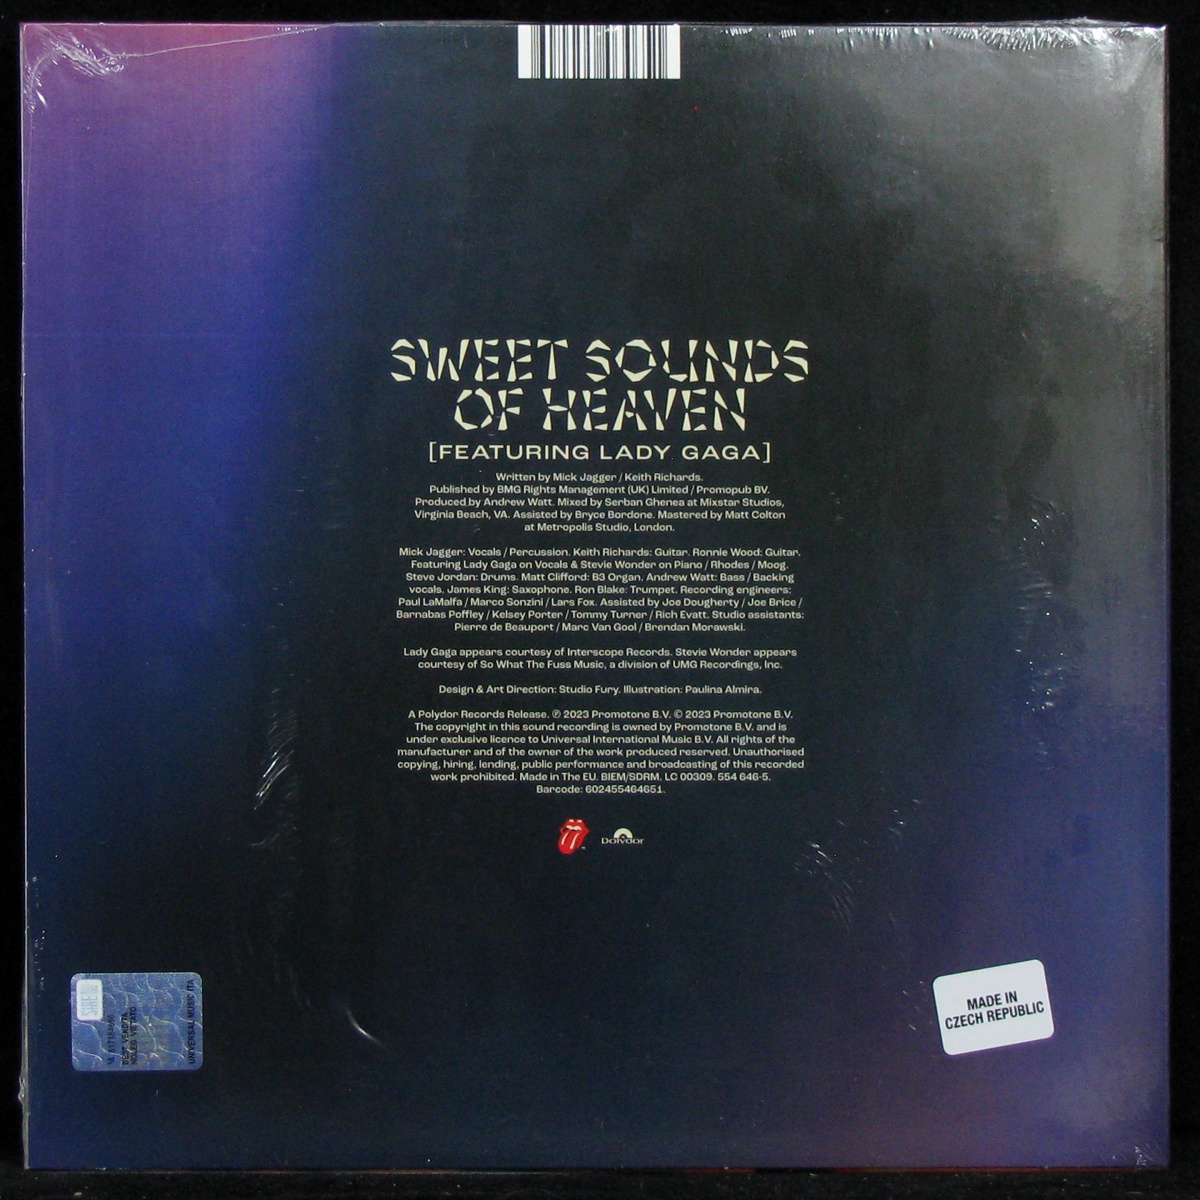 SWEET SOUNDS
OF HEAVEN
[FEATURING LADY GAGA]
Written by Mick Jagger / Keith Richards.
Published by BMG Rights Management (UK) Limited / Promopub BV.
Produced by Andrew Watt. Mixed by Serban Ghenea at Mixstar Studios,
Virginia Beach, VA. Assisted by Bryce Bordone. Mastered by Matt Colton
at Metropolis Studio, London.
Mick Jagger: Vocals / Percussion. Keith Richards: Guitar. Ronnie Wood: Guitar.
Featuring Lady Gaga on Vocals & Stevie Wonder on Piano / Rhodes / Moog.
Steve Jordan: Drums. Matt Clifford: B3 Organ. Andrew Watt: Bass / Backing
vocals. James King: Saxophone. Ron Blake: Trumpet. Recording engineers:
Paul LaMalfa / Marco Sonzini / Lars Fox. Assisted by Joe Dougherty / Joe Brice /
Barnabas Poffley / Kelsey Porter / Tommy Turner / Rich Evatt. Studio assistants:
Pierre de Beauport / Marc Van Gool / Brendan Morawski.
Lady Gaga appears courtesy of Interscope Records. Stevie Wonder appears
courtesy of So What The Fuss Music, a division of UMG Recordings, Inc.
Design & Art Direction: Studio Fury. Illustration: Paulina Almira.
A Polydor Records Release. ℗ 2023 Promotone B.V. © 2023 Promotone B.V.
The copyright in this sound recording is owned by Promotone B.V. and is
under exclusive licence to Universal International Music B.V. All rights of the
manufacturer and of the owner of the work produced reserved. Unauthorised
copying, hiring, lending, public performance and broadcasting of this recorded
work prohibited. Made in The EU. BIEM/SDRM. LC 00309. 554 646-5.
Barcode: 602455464651.
Polydor
DEST. VENDITA
NOLEG. VIETATO
UNIVERSAL MUSIC ITA
MADE IN
CZECH REPUBLIC